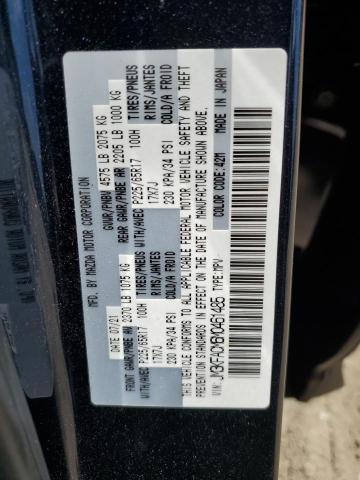 MFD. BY MAZDA MOTOR CORPORATION
DATE 07/21 GVWR/PNBV 4575 LB 2075 KG
FRONT GAWR/PNBE AV 2370 LB 1075 KG REAR GAWR/PNBE AR 2205 LB 1000 KG
TIRES/PNEUS WITH/AVEC P225/65R17 100H TIRES/PNEUS WITH/AVEC P225/65R17 100H
RIMS/JANTES 17X7J RIMS/JANTES 17X7J
COLD/A FROID 230 KPA/34 PSI COLD/A FROID 230 KPA/34 PSI
THIS VEHICLE CONFORMS TO ALL APPLICABLE FEDERAL MOTOR VEHICLE SAFETY AND THEFT
PREVENTION STANDARDS IN EFFECT ON THE DATE OF MANUFACTURE SHOWN ABOVE.
MADE IN JAPAN
VIN: JM3KFACM6N0451485 TYPE: MPV COLOR: 42M